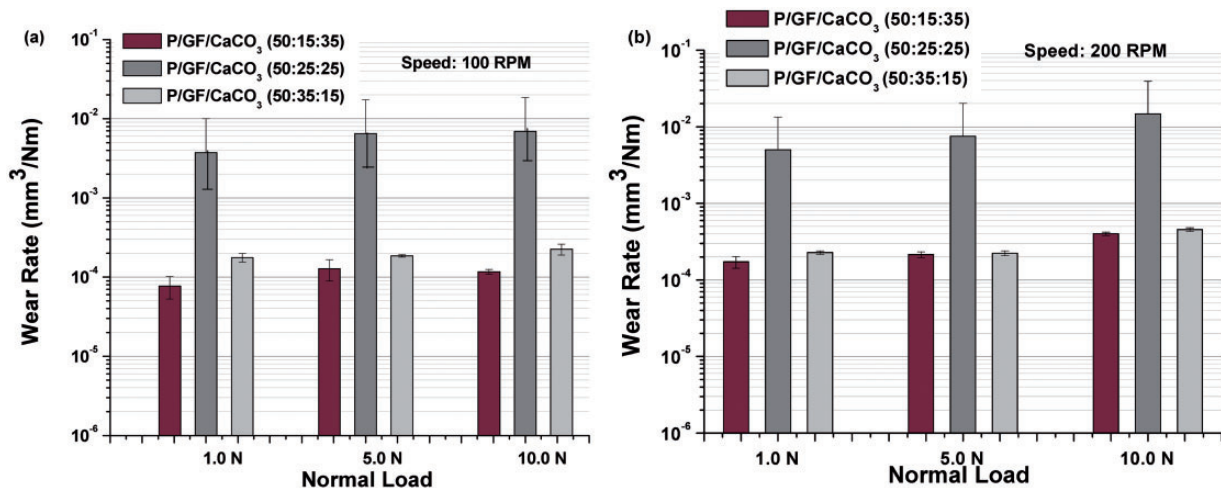 (a)
P/GF/CaCO₃ (50:15:35)
P/GF/CaCO₃ (50:25:25)
P/GF/CaCO₃ (50:35:15)
Speed: 100 RPM
Wear Rate (mm³/Nm)
10⁻¹
10⁻²
10⁻³
10⁻⁴
10⁻⁵
10⁻⁶
1.0 N
5.0 N
10.0 N
Normal Load
(b)
P/GF/CaCO₃ (50:15:35)
P/GF/CaCO₃ (50:25:25)
P/GF/CaCO₃ (50:35:15)
Speed: 200 RPM
Wear Rate (mm³/Nm)
10⁻¹
10⁻²
10⁻³
10⁻⁴
10⁻⁵
10⁻⁶
1.0 N
5.0 N
10.0 N
Normal Load